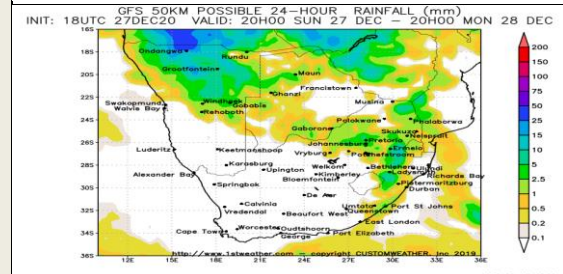 GFS 50KM POSSIBLE 24-HOUR RAINFALL (mm)
INIT: 18UTC 27DEC20 VALID: 20H00 SUN 27 DEC - 20H00 MON 28 DEC
16S
18S
20S
22S
24S
26S
28S
30S
32S
34S
36S
Ondangwa
Rundu
Grootfontein
Maun
Ghanzi
Francistown
Windhoek
Gobabis
Swakopmund
Walvis Bay
Rehoboth
Musina
Polokwane
Phalaborwa
Gaborone
Skukuza
Nelspruit
Pretoria
Johannesburg
Ermelo
Luderitz
Keetmanshoop
Vryburg
Potchefstroom
Karasburg
Upington
Welkom
Bethlehem
Ladysmith
Ulundi
Alexander Bay
Kimberley
Bloemfontein
Richards Bay
Pietermaritzburg
Durban
Springbok
De Aar
Calvinia
Vredendal
Beaufort West
Umtata
Queenstown
Port St Johns
East London
Cape Town
Worcester
Oudtshoorn
George
Port Elizabeth
http://www.1stweather.com - copyright CUSTOMWEATHER, Inc 2019
12E
15E
18E
21E
24E
27E
30E
33E
36E
200
150
100
75
50
25
15
10
5
2.5
1
0.5
0.2
0.1